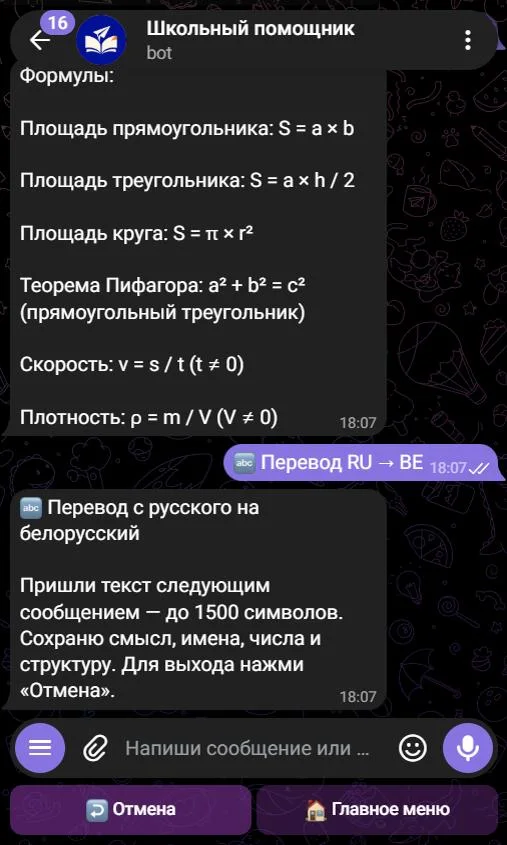 16
Школьный помощник
bot
Формулы:
Площадь прямоугольника: S = a × b
Площадь треугольника: S = a × h / 2
Площадь круга: S = π × r²
Теорема Пифагора: a² + b² = c²
(прямоугольный треугольник)
Скорость: v = s / t (t ≠ 0)
Плотность: ρ = m / V (V ≠ 0)
18:07
abc Перевод RU → BE 18:07
abc Перевод с русского на
белорусский
Пришли текст следующим
сообщением — до 1500 символов.
Сохраню смысл, имена, числа и
структуру. Для выхода нажми
«Отмена».
18:07
Напиши сообщение или ...
Отмена
Главное меню